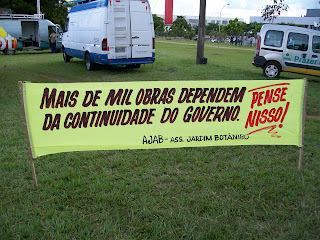 MAIS DE MIL OBRAS DEPENDEM
DA CONTINUIDADE DO GOVERNO.
PENSE
NISSO!
AJAB - ASS. JARDIM BOTÂNICO